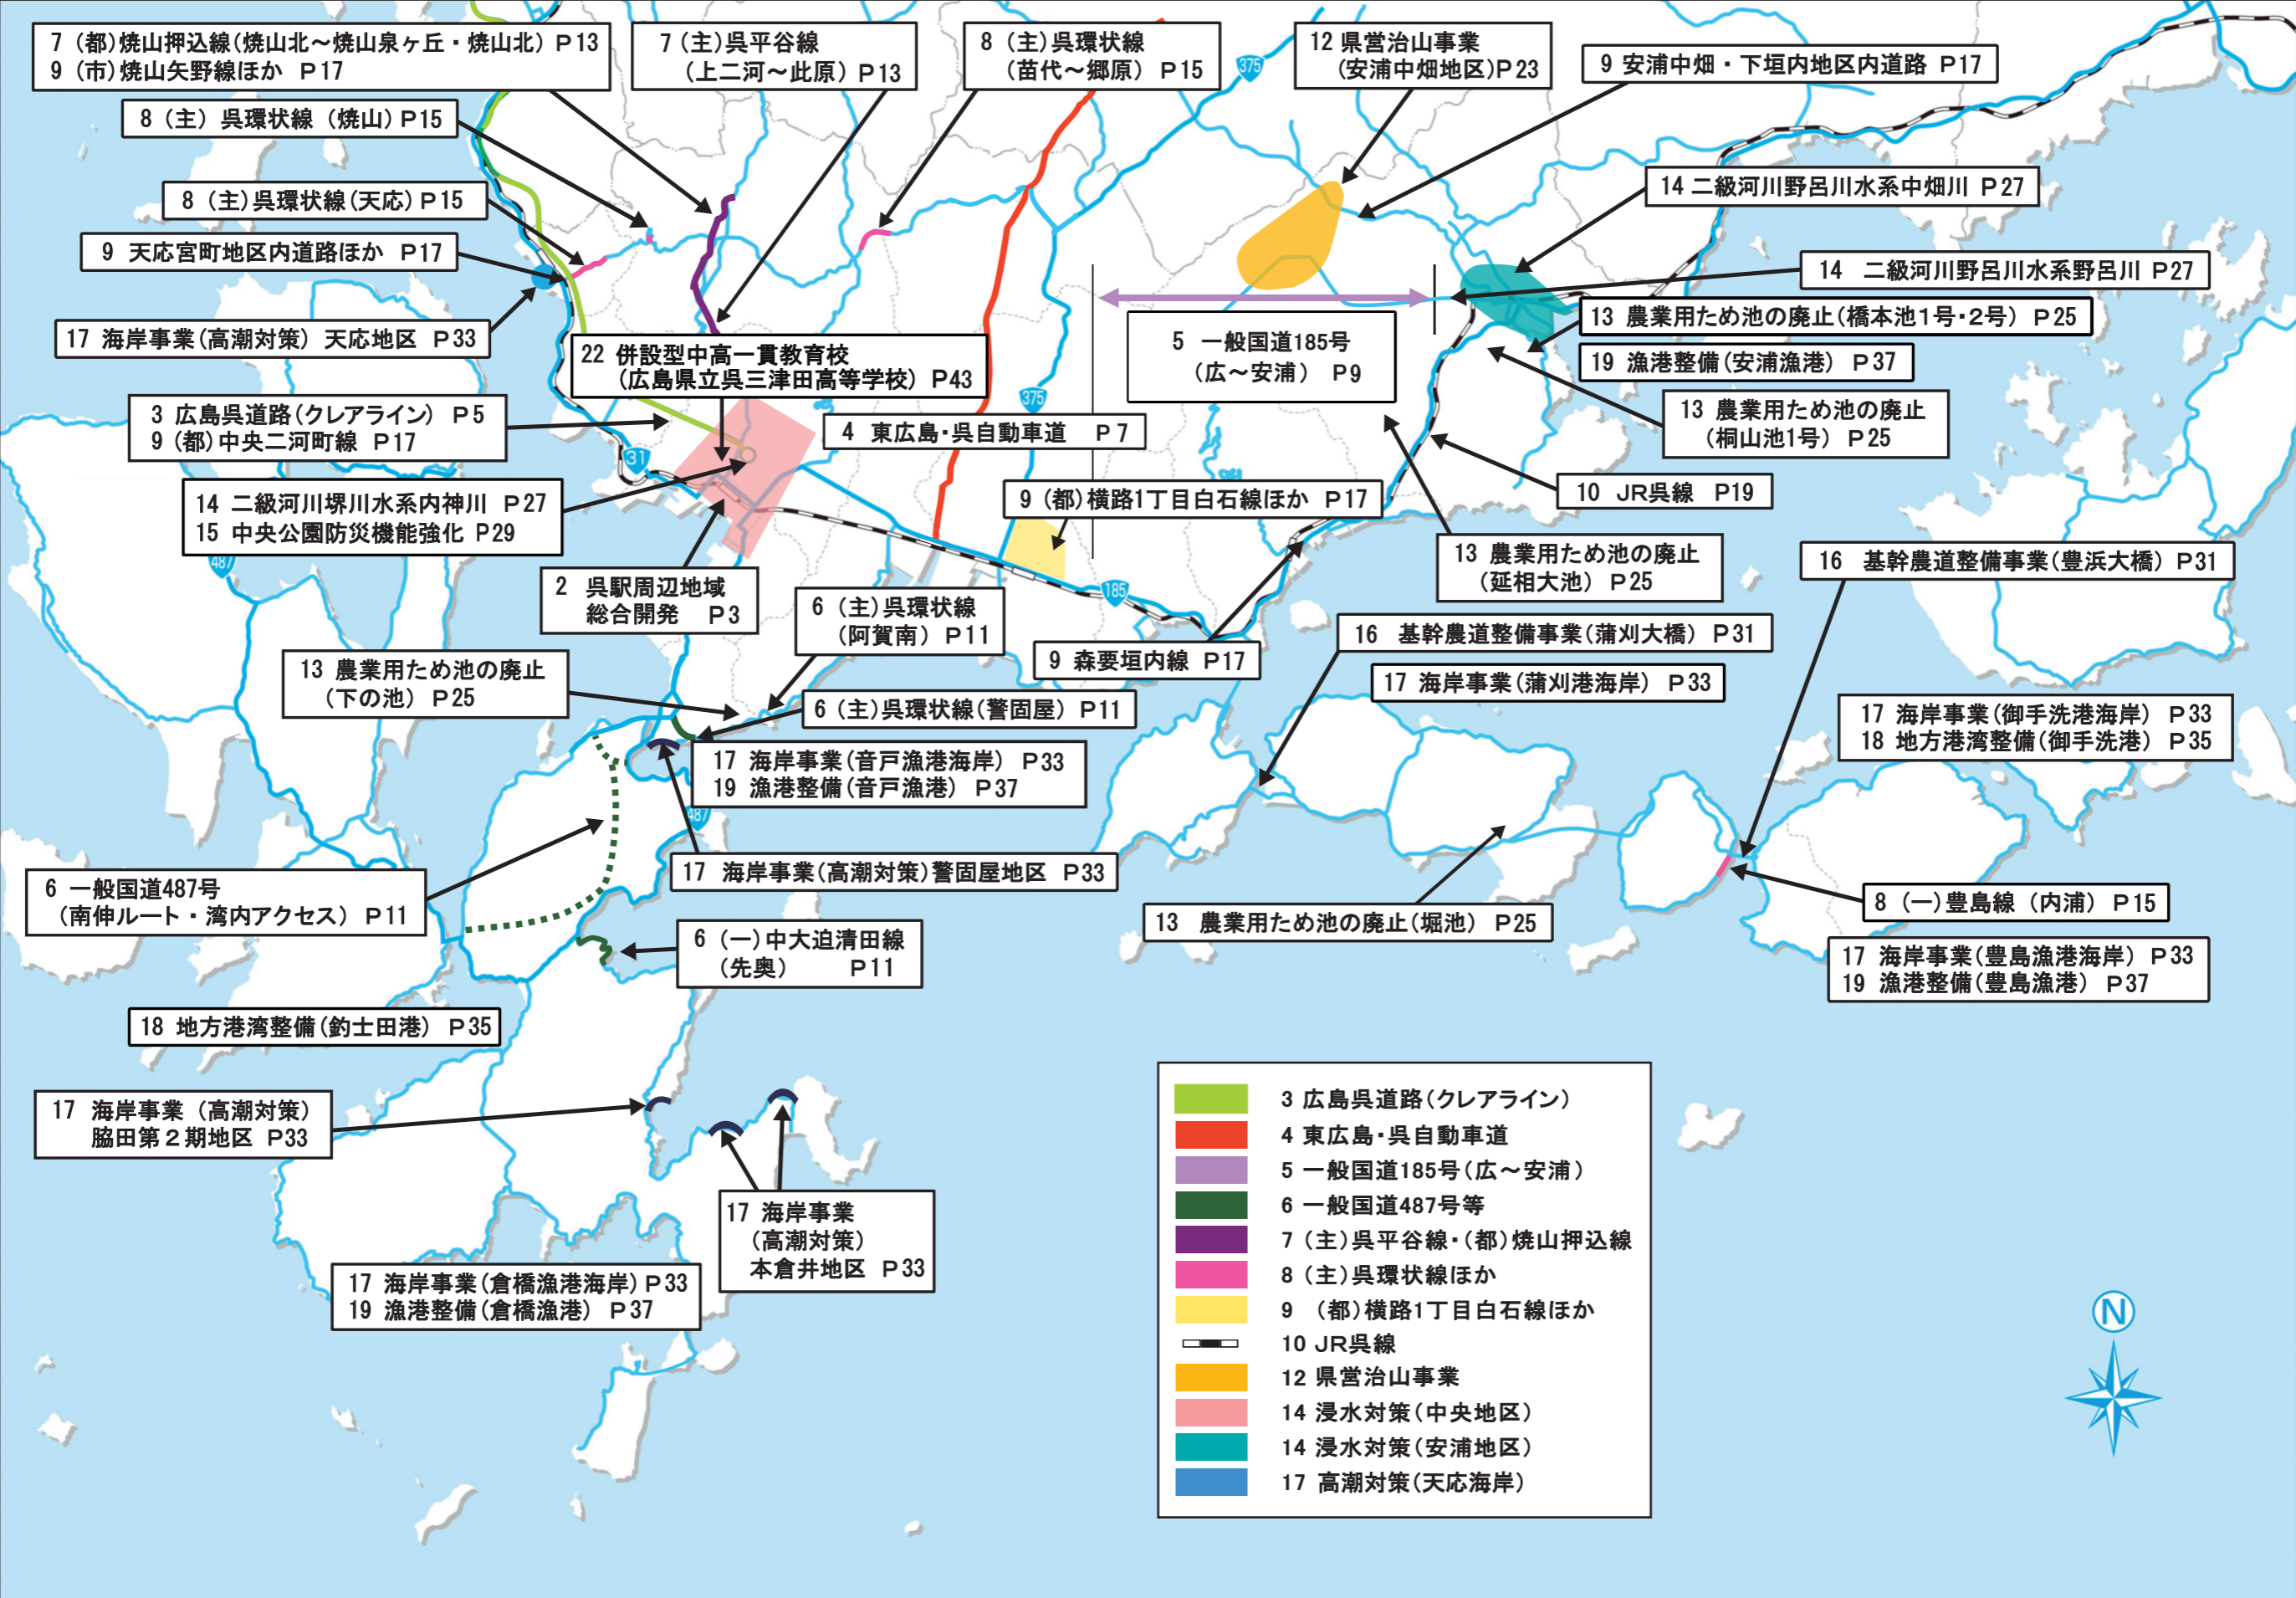 7 (都)焼山押込線(焼山北～焼山泉ヶ丘・焼山北) P13
9 (市)焼山矢野線ほか P17
7 (主)呉平谷線
(上二河～此原) P13
8 (主)呉環状線
(苗代～郷原) P15
12 県営治山事業
(安浦中畑地区) P23
9 安浦中畑・下垣内地区内道路 P17
375
8 (主) 呉環状線 (焼山) P15
14 二級河川野呂川水系中畑川 P27
8 (主)呉環状線(天応) P15
9 天応宮町地区内道路ほか P17
14 二級河川野呂川水系野呂川 P27
17 海岸事業(高潮対策) 天応地区 P33
13 農業用ため池の廃止(橋本池1号・2号) P25
22 併設型中高一貫教育校
(広島県立呉三津田高等学校) P43
5 一般国道185号
(広～安浦) P9
19 漁港整備(安浦漁港) P37
375
3 広島呉道路(クレアライン) P5
9 (都)中央二河町線 P17
4 東広島・呉自動車道 P7
13 農業用ため池の廃止
(桐山池1号) P25
31
14 二級河川堺川水系内神川 P27
15 中央公園防災機能強化 P29
9 (都)横路1丁目白石線ほか P17
10 JR呉線 P19
487
2 呉駅周辺地域
総合開発 P3
185
13 農業用ため池の廃止
(延相大池) P25
16 基幹農道整備事業(豊浜大橋) P31
6 (主)呉環状線
(阿賀南) P11
9 森要垣内線 P17
16 基幹農道整備事業(蒲刈大橋) P31
13 農業用ため池の廃止
(下の池) P25
17 海岸事業(蒲刈港海岸) P33
6 (主)呉環状線(警固屋) P11
17 海岸事業(御手洗港海岸) P33
18 地方港湾整備(御手洗港) P35
17 海岸事業(音戸漁港海岸) P33
19 漁港整備(音戸漁港) P37
487
17 海岸事業(高潮対策)警固屋地区 P33
6 一般国道487号
(南伸ルート・湾内アクセス) P11
8 (一)豊島線 (内浦) P15
13 農業用ため池の廃止(堀池) P25
6 (一)中大迫清田線
(先奥) P11
17 海岸事業(豊島漁港海岸) P33
19 漁港整備(豊島漁港) P37
18 地方港湾整備(釣士田港) P35
17 海岸事業 (高潮対策)
脇田第2期地区 P33
17 海岸事業
(高潮対策)
本倉井地区 P33
17 海岸事業(倉橋漁港海岸) P33
19 漁港整備(倉橋漁港) P37
3 広島呉道路(クレアライン)
4 東広島・呉自動車道
5 一般国道185号(広～安浦)
6 一般国道487号等
7 (主)呉平谷線・(都)焼山押込線
8 (主)呉環状線ほか
9 (都)横路1丁目白石線ほか
10 JR呉線
12 県営治山事業
14 浸水対策(中央地区)
14 浸水対策(安浦地区)
17 高潮対策(天応海岸)
N